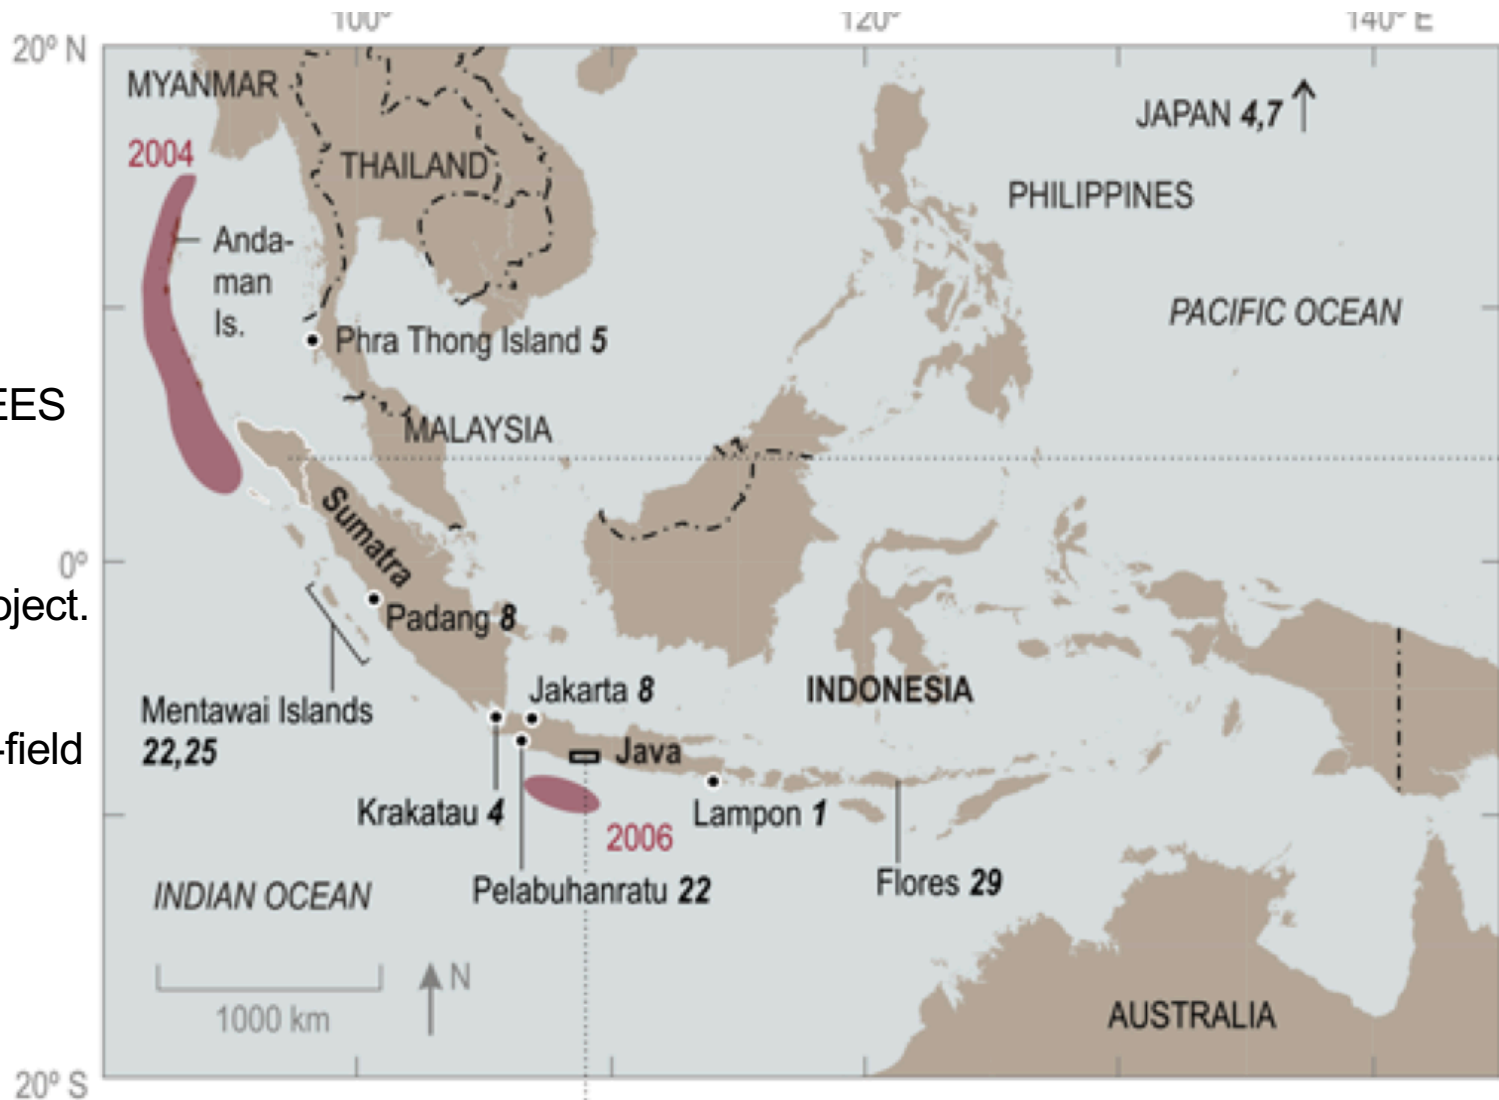 100°
120°
140° E
20° N
MYANMAR
JAPAN 4,7
2004
THAILAND
PHILIPPINES
Anda-
man
Is.
PACIFIC OCEAN
Phra Thong Island 5
EES
MALAYSIA
Sumatra
0°
oject.
Padang 8
Jakarta 8
INDONESIA
Mentawai Islands
22,25
-field
Java
Krakatau 4
Lampon 1
2006
Pelabuhanratu 22
Flores 29
INDIAN OCEAN
N
1000 km
AUSTRALIA
20° S